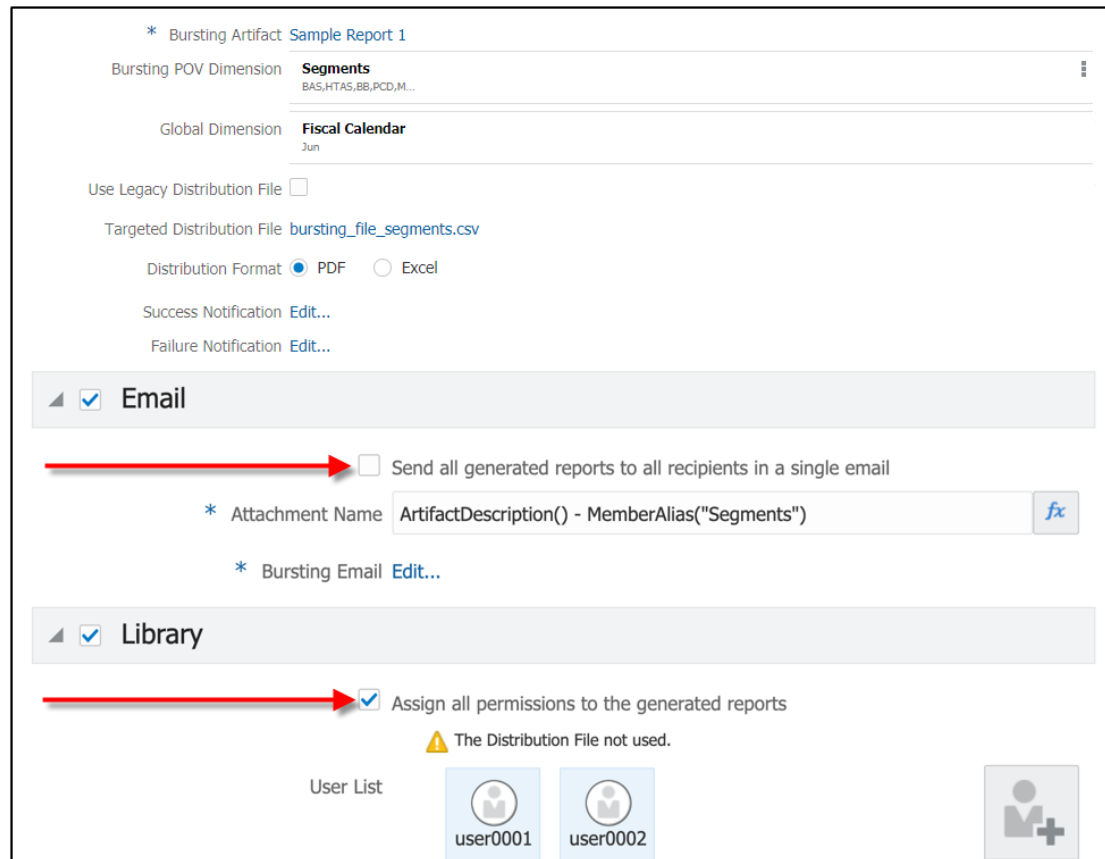 * Bursting Artifact Sample Report 1
Bursting POV Dimension Segments
BAS,HTAS,BB,PCD,M...
Global Dimension Fiscal Calendar
Jun
Use Legacy Distribution File
Targeted Distribution File bursting_file_segments.csv
Distribution Format PDF Excel
Success Notification Edit...
Failure Notification Edit...
Email
Send all generated reports to all recipients in a single email
* Attachment Name ArtifactDescription() - MemberAlias("Segments") fx
* Bursting Email Edit...
Library
Assign all permissions to the generated reports
The Distribution File not used.
User List
user0001 user0002